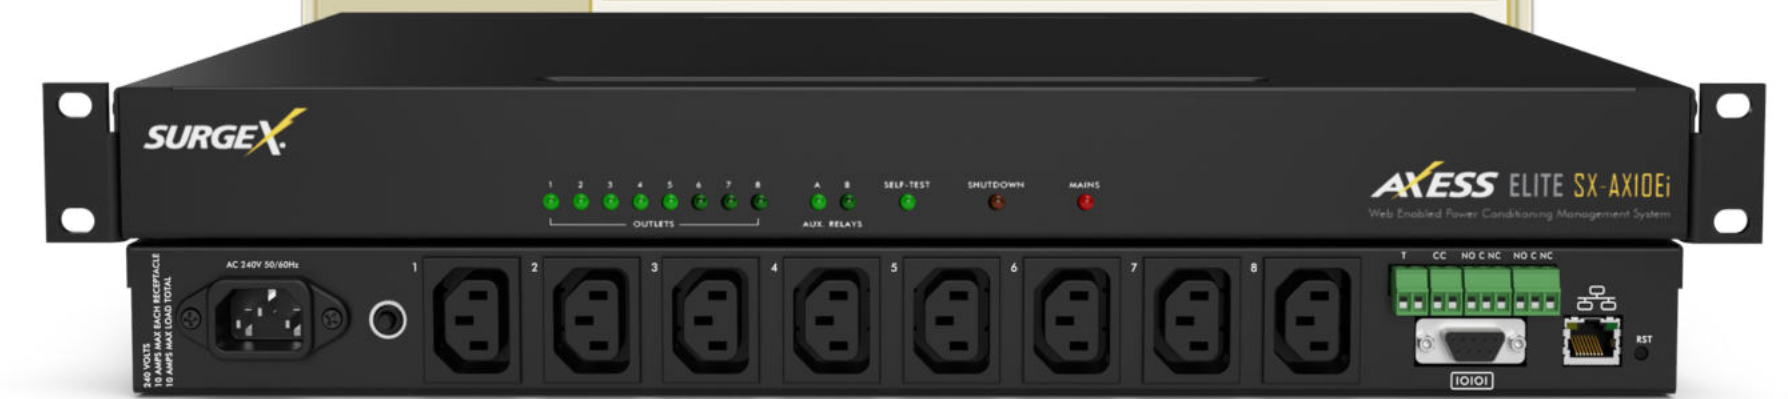 SURGEX.
1 2 3 4 5 6 7 8
OUTLETS
A B
AUX. RELAYS
SELF-TEST
SHUTDOWN
MAINS
AXESS ELITE SX-AX10Ei
Web Enabled Power Conditioning Management System
240 VOLTS
10 AMPS MAX EACH RECEPTACLE
10 AMPS MAX LOAD TOTAL
AC 240V 50/60Hz
1 2 3 4 5 6 7 8
T CC NO C NC NO C NC
10101
RST